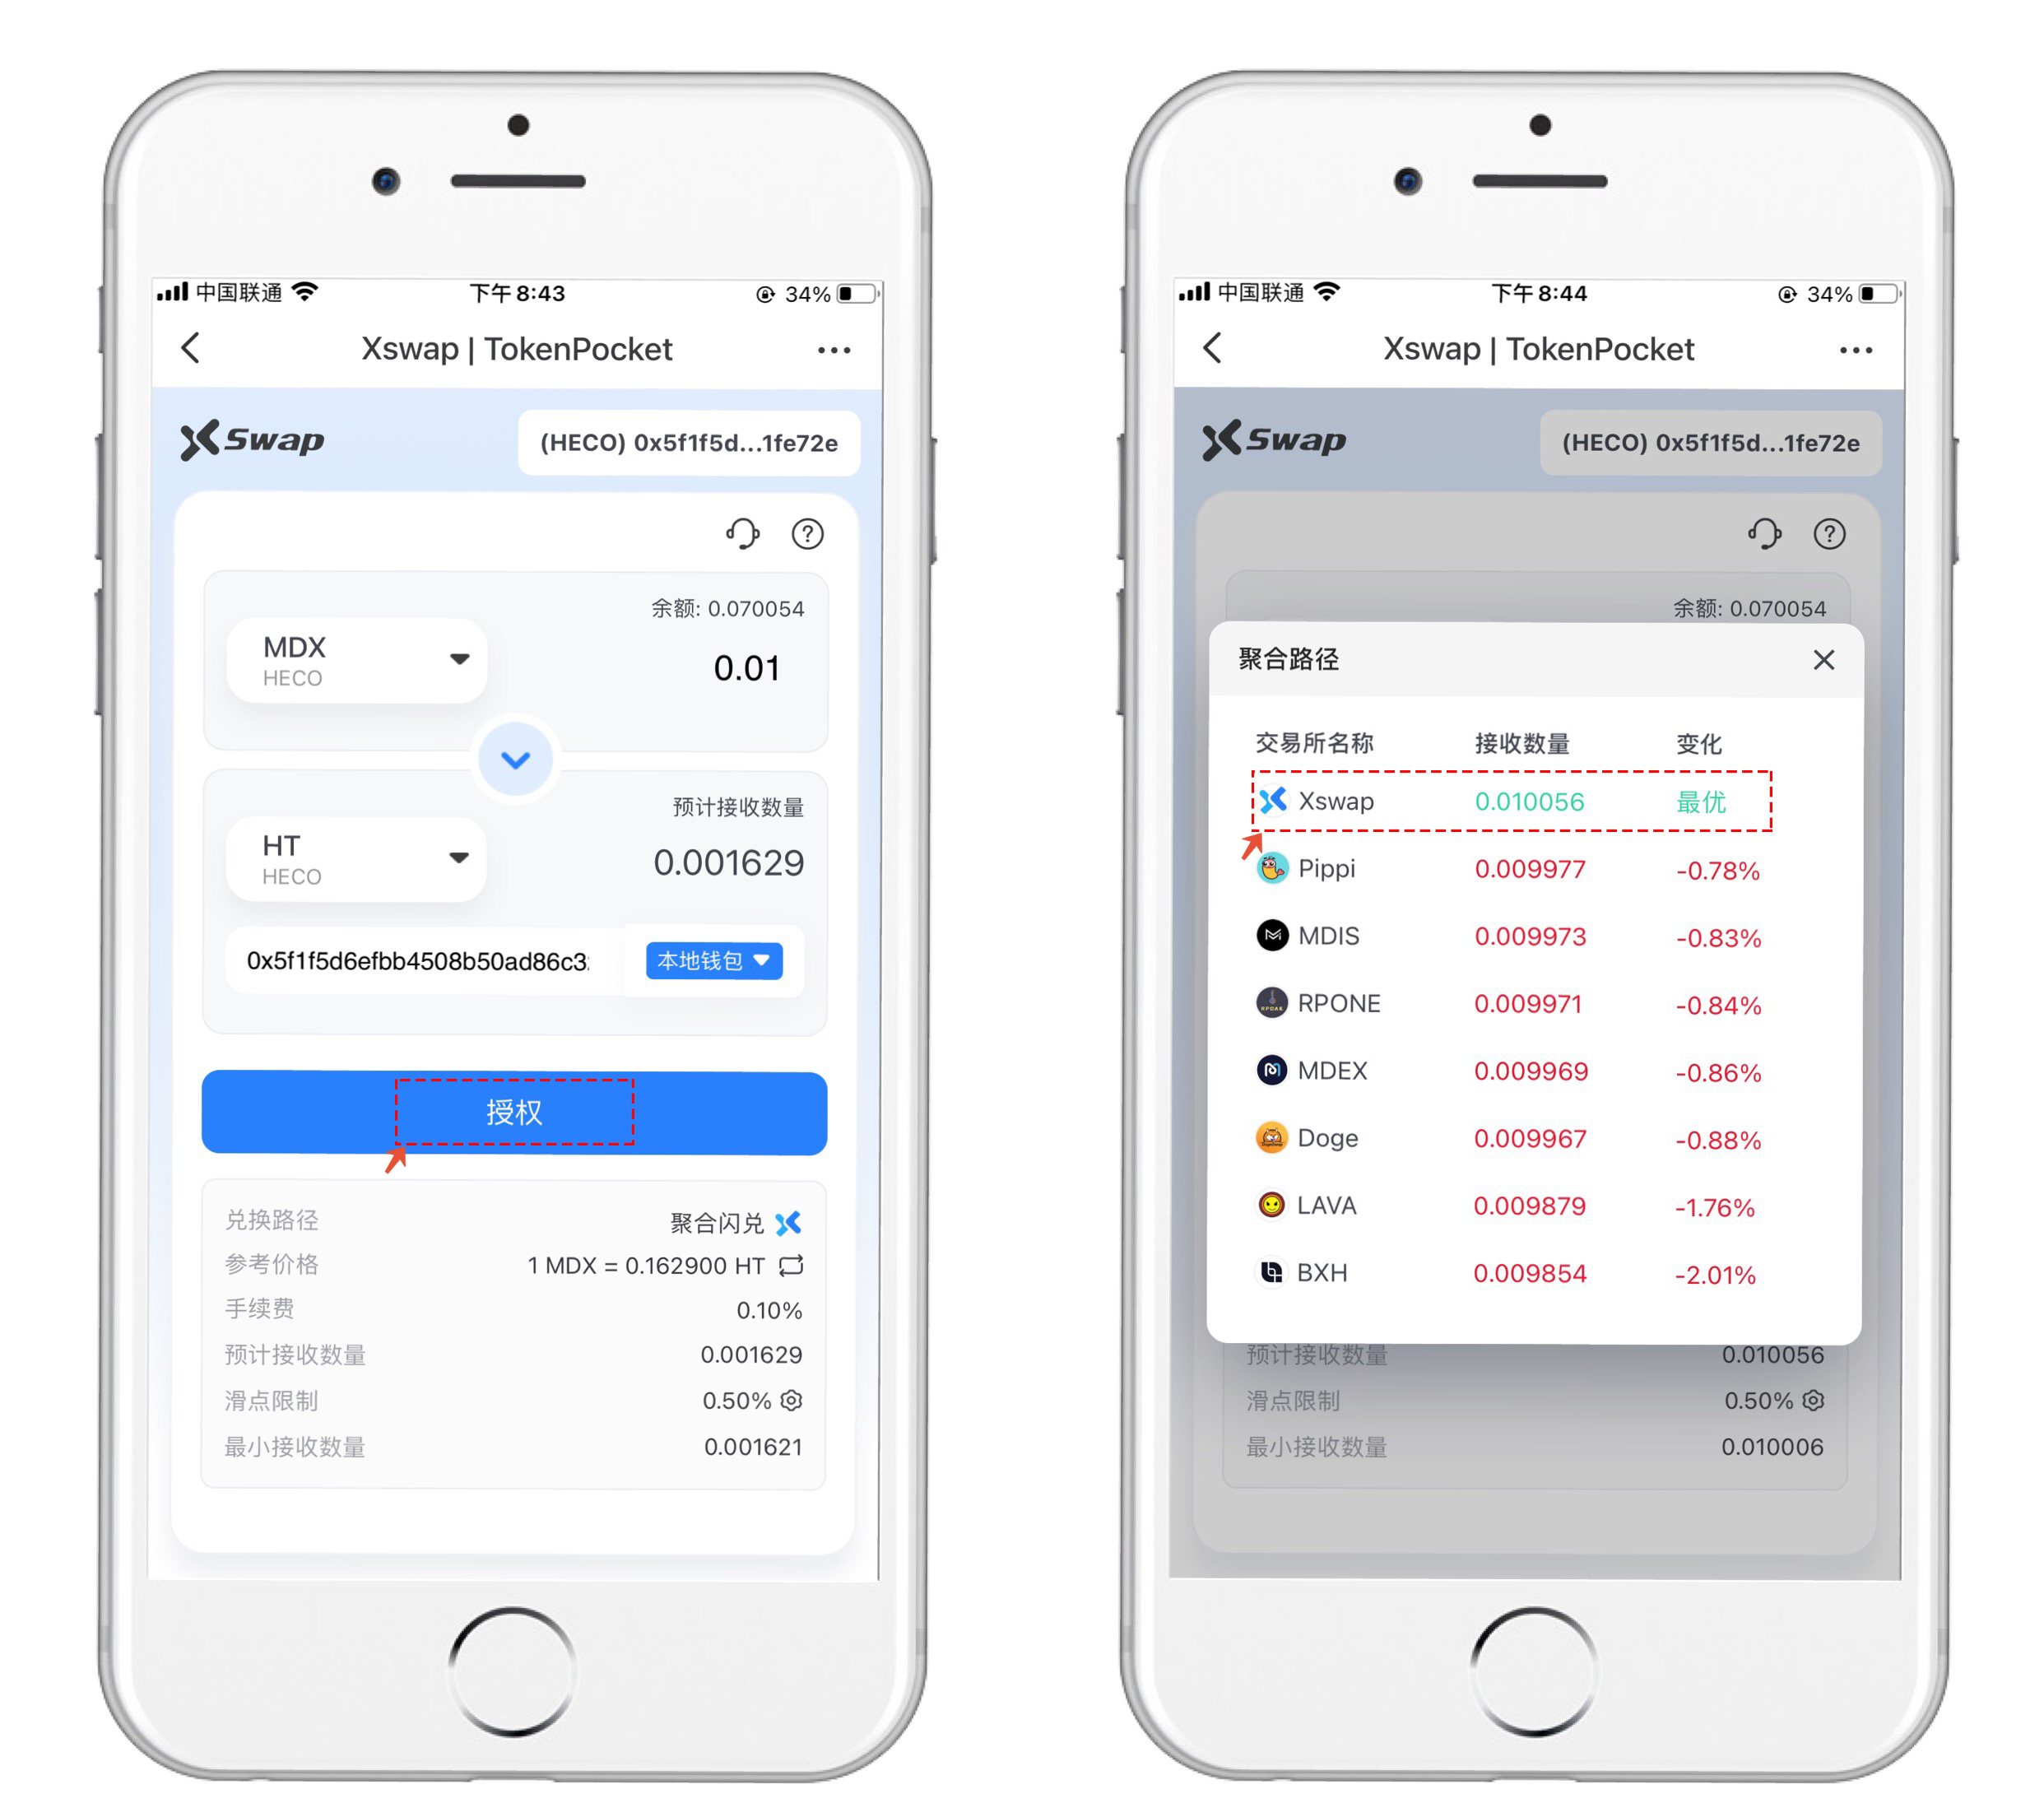 中国联通 下午 8:43 34%
Xswap | TokenPocket
Swap (HECO) 0x5f1f5d...1fe72e
余额: 0.070054
MDX 0.01
HECO
预计接收数量
HT 0.001629
HECO
0x5f1f5d6efbb4508b50ad86c3 本地钱包
授权
兑换路径 聚合闪兑
参考价格 1 MDX = 0.162900 HT
手续费 0.10%
预计接收数量 0.001629
滑点限制 0.50%
最小接收数量 0.001621
中国联通 下午 8:44 34%
Xswap | TokenPocket
Swap (HECO) 0x5f1f5d...1fe72e
余额: 0.070054
聚合路径
交易所名称 接收数量 变化
Xswap 0.010056 最优
Pippi 0.009977 -0.78%
MDIS 0.009973 -0.83%
RPONE 0.009971 -0.84%
MDEX 0.009969 -0.86%
Doge 0.009967 -0.88%
LAVA 0.009879 -1.76%
BXH 0.009854 -2.01%
预计接收数量 0.010056
滑点限制 0.50%
最小接收数量 0.010006